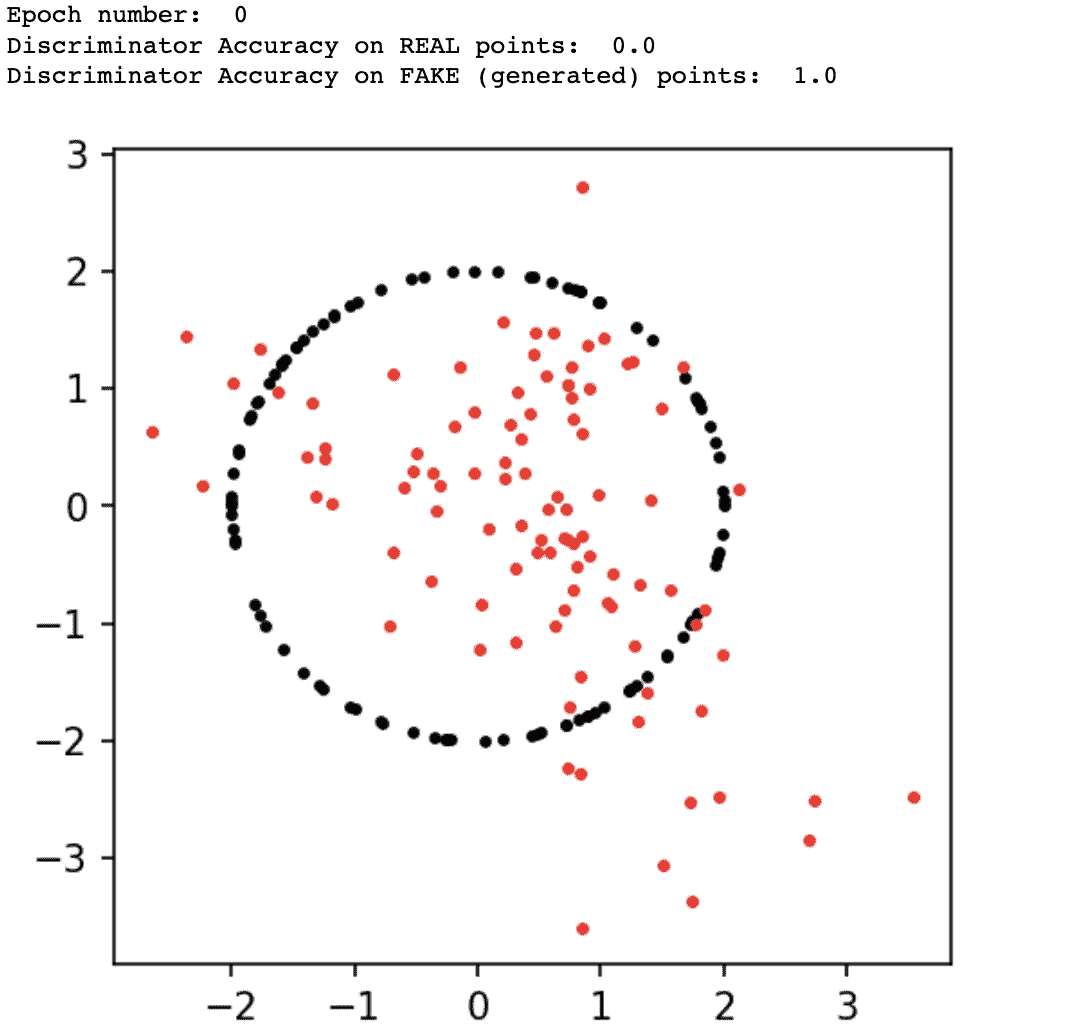 Epoch number:  0
Discriminator Accuracy on REAL points:  0.0
Discriminator Accuracy on FAKE (generated) points:  1.0
3
2
1
0
−1
−2
−3
−2 −1 0 1 2 3